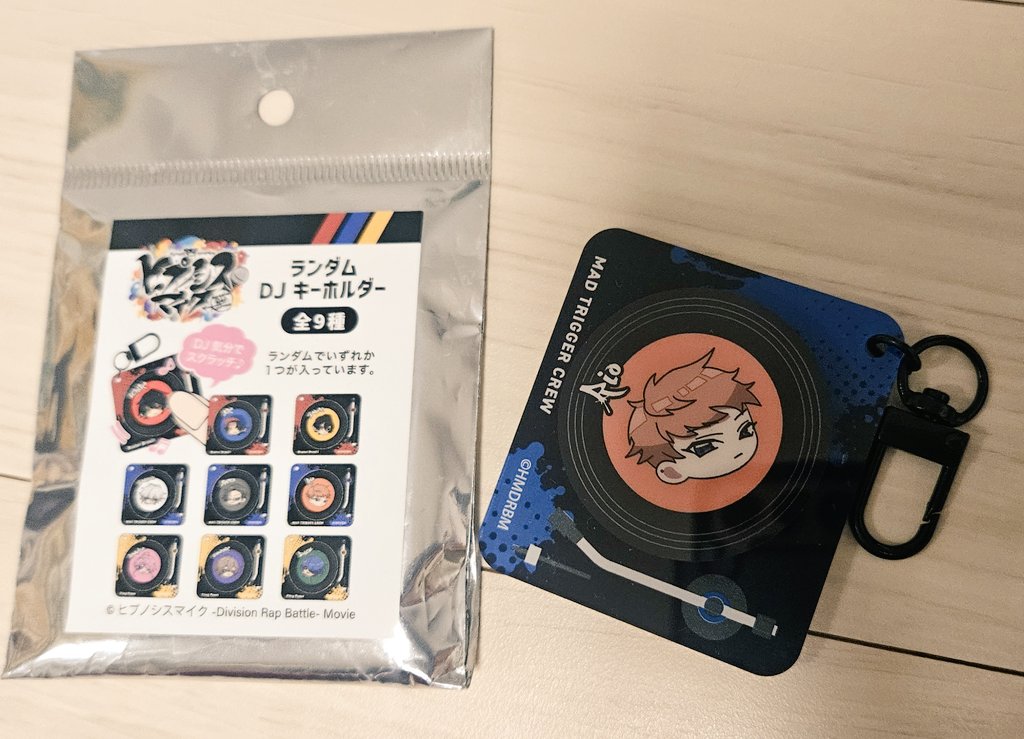 ヒプノシス
マイク
ランダム
DJ キーホルダー
全9種
DJ 気分で
スクラッチ♪
ランダムでいずれか
1つが入っています。
© ヒプノシスマイク -Division Rap Battle- Movie
MAD TRIGGER CREW
Rio
©HMDRBM